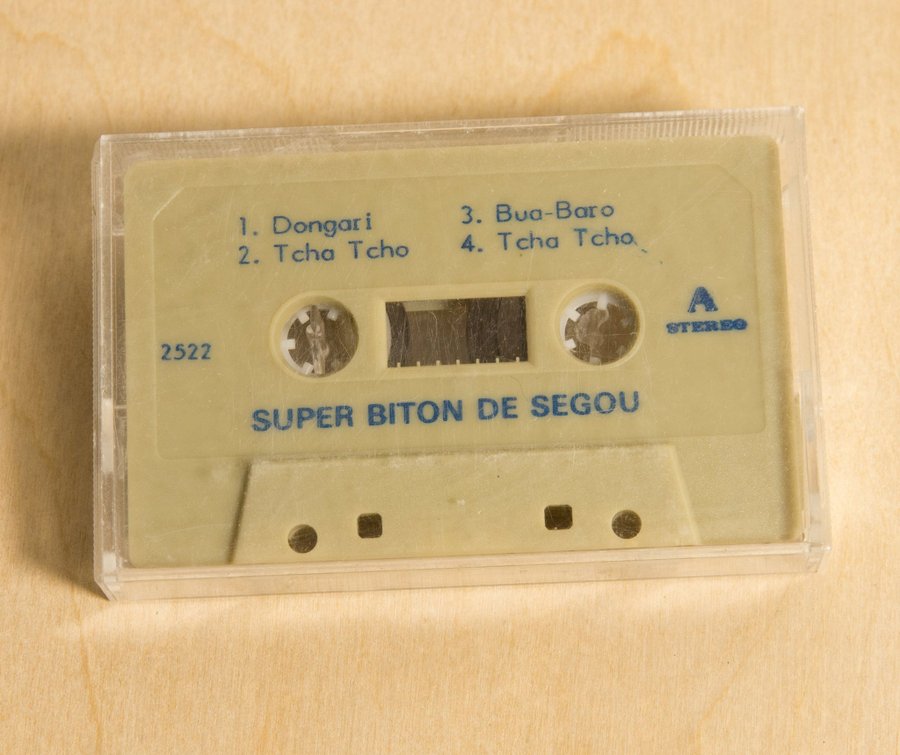 1. Dongari
2. Tcha Tcho
3. Bua-Baro
4. Tcha Tcho
A
STEREO
2522
SUPER BITON DE SEGOU